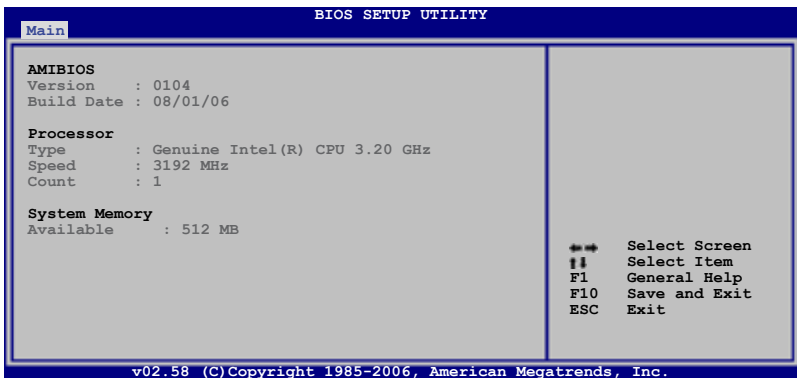 BIOS SETUP UTILITY
Main
AMIBIOS
Version : 0104
Build Date : 08/01/06
Processor
Type : Genuine Intel(R) CPU 3.20 GHz
Speed : 3192 MHz
Count : 1
System Memory
Available : 512 MB
←→ Select Screen
↑↓ Select Item
F1 General Help
F10 Save and Exit
ESC Exit
v02.58 (C)Copyright 1985-2006, American Megatrends, Inc.